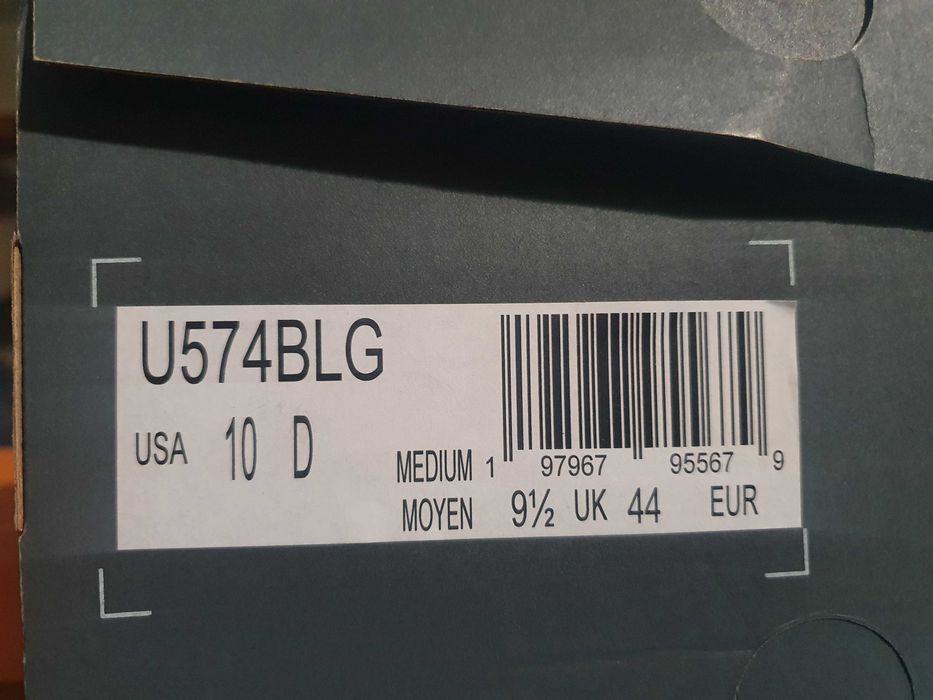 U574BLG
USA 10 D
MEDIUM 1 97967 95567 9
MOYEN 9½ UK 44 EUR